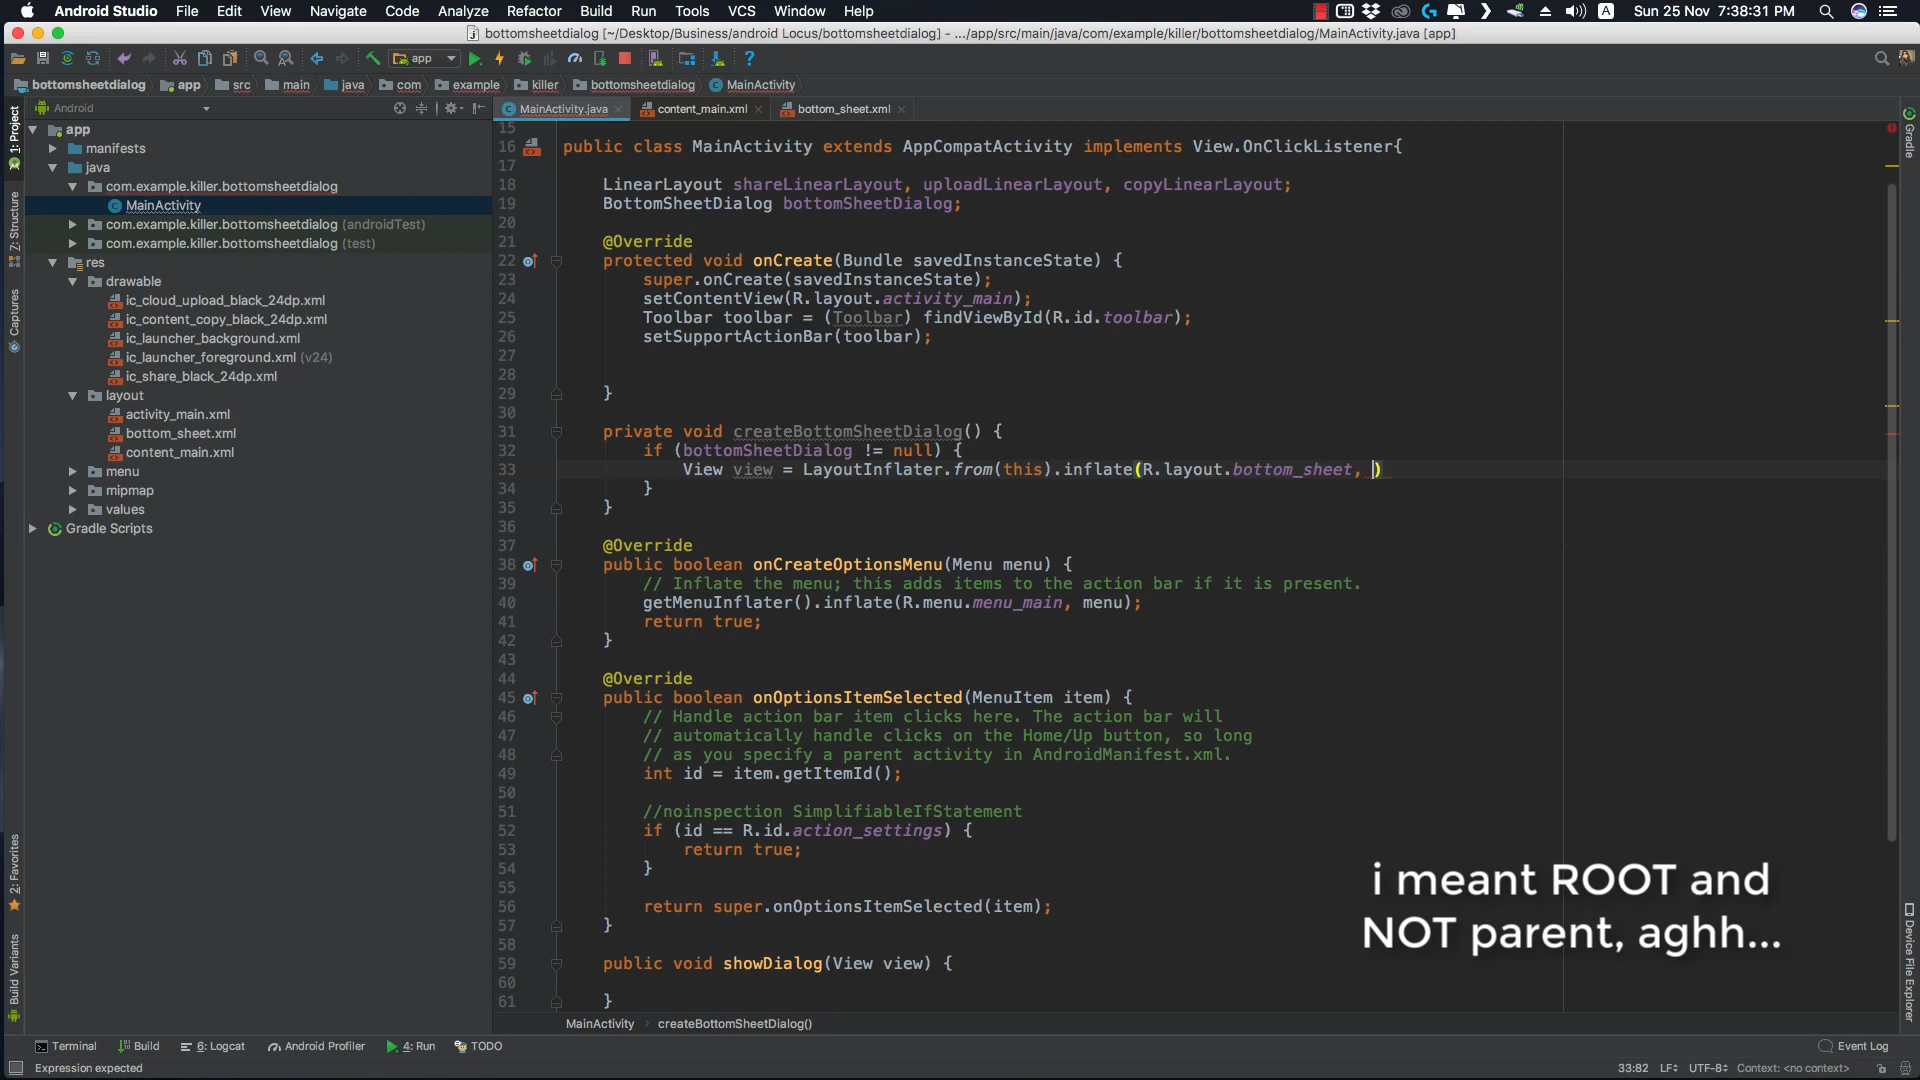 Android Studio File Edit View Navigate Code Analyze Refactor Build Run Tools VCS Window Help Sun 25 Nov 7:38:31 PM
bottomsheetdialog [~/Desktop/Business/android Locus/bottomsheetdialog] - .../app/src/main/java/com/example/killer/bottomsheetdialog/MainActivity.java [app]
app
bottomsheetdialog app src main java com example killer bottomsheetdialog MainActivity
Android
MainActivity.java content_main.xml bottom_sheet.xml
app
manifests
java
com.example.killer.bottomsheetdialog
MainActivity
com.example.killer.bottomsheetdialog (androidTest)
com.example.killer.bottomsheetdialog (test)
res
drawable
ic_cloud_upload_black_24dp.xml
ic_content_copy_black_24dp.xml
ic_launcher_background.xml
ic_launcher_foreground.xml (v24)
ic_share_black_24dp.xml
layout
activity_main.xml
bottom_sheet.xml
content_main.xml
menu
mipmap
values
Gradle Scripts
1: Project
7: Structure
Captures
2: Favorites
Build Variants
15
16 public class MainActivity extends AppCompatActivity implements View.OnClickListener{
17
18 LinearLayout shareLinearLayout, uploadLinearLayout, copyLinearLayout;
19 BottomSheetDialog bottomSheetDialog;
20
21 @Override
22 protected void onCreate(Bundle savedInstanceState) {
23 super.onCreate(savedInstanceState);
24 setContentView(R.layout.activity_main);
25 Toolbar toolbar = (Toolbar) findViewById(R.id.toolbar);
26 setSupportActionBar(toolbar);
27
28
29 }
30
31 private void createBottomSheetDialog() {
32 if (bottomSheetDialog != null) {
33 View view = LayoutInflater.from(this).inflate(R.layout.bottom_sheet, )
34 }
35 }
36
37 @Override
38 public boolean onCreateOptionsMenu(Menu menu) {
39 // Inflate the menu; this adds items to the action bar if it is present.
40 getMenuInflater().inflate(R.menu.menu_main, menu);
41 return true;
42 }
43
44 @Override
45 public boolean onOptionsItemSelected(MenuItem item) {
46 // Handle action bar item clicks here. The action bar will
47 // automatically handle clicks on the Home/Up button, so long
48 // as you specify a parent activity in AndroidManifest.xml.
49 int id = item.getItemId();
50
51 //noinspection SimplifiableIfStatement
52 if (id == R.id.action_settings) {
53 return true;
54 }
55
56 return super.onOptionsItemSelected(item);
57 }
58
59 public void showDialog(View view) {
60
61 }
i meant ROOT and
NOT parent, aghh...
Gradle
Device File Explorer
MainActivity createBottomSheetDialog()
Terminal Build 6: Logcat Android Profiler 4: Run TODO Event Log
Expression expected 33:82 LF÷ UTF-8÷ Context: <no context>